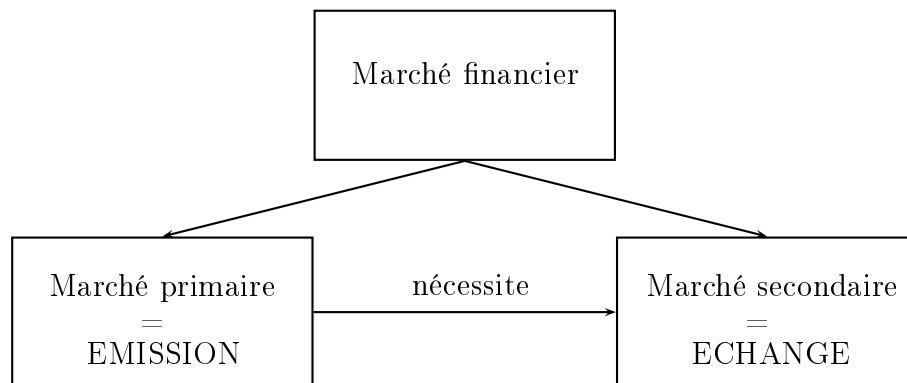 Marché financier
nécessite
Marché primaire
=
EMISSION
Marché secondaire
=
ECHANGE